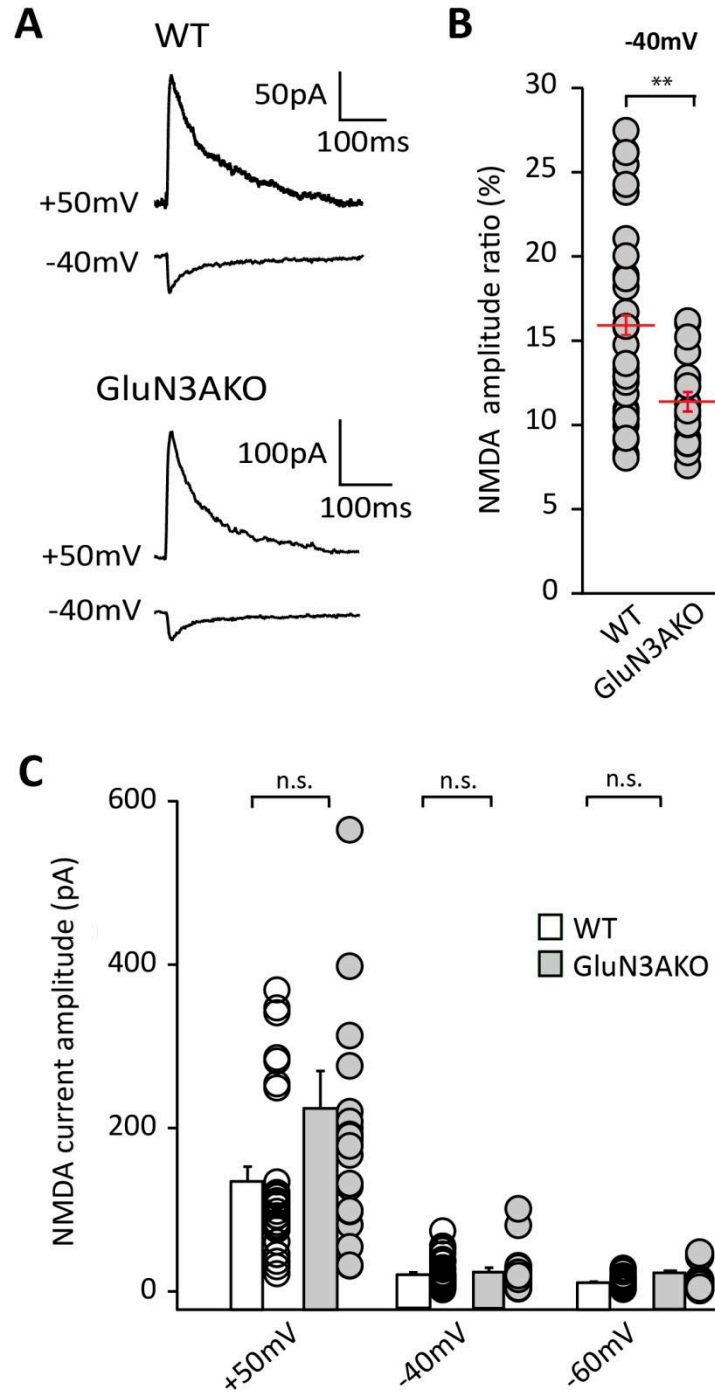 A
WT
50pA
100ms
+50mV
-40mV
GluN3AKO
100pA
100ms
+50mV
-40mV
B
-40mV
**
NMDA amplitude ratio (%)
30
25
20
15
10
5
0
WT
GluN3AKO
C
n.s.
n.s.
n.s.
NMDA current amplitude (pA)
600
400
200
0
WT
GluN3AKO
+50mV
-40mV
-60mV